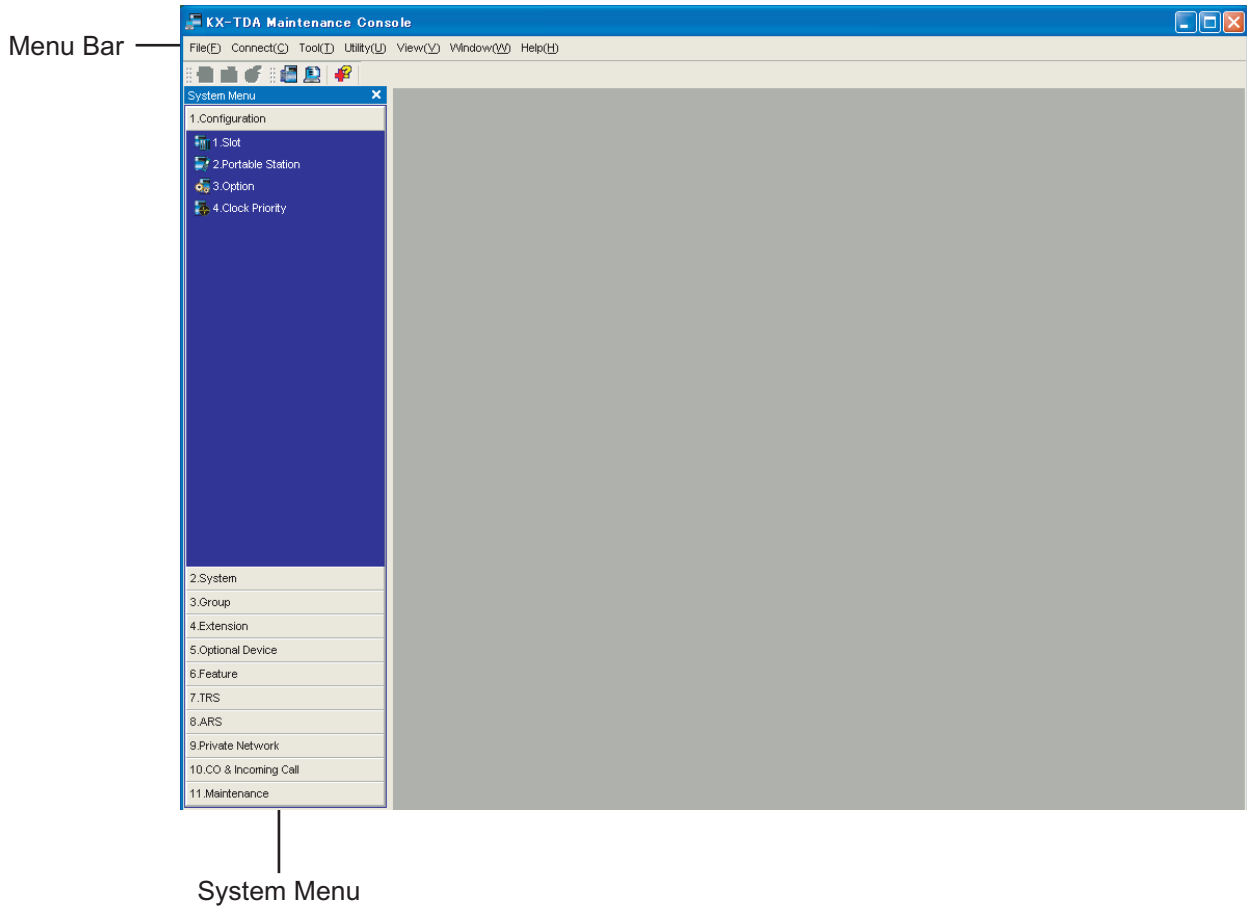 KX-TDA Maintenance Console
Menu Bar
File(F) Connect(C) Tool(T) Utility(U) View(V) Window(W) Help(H)
System Menu
1.Configuration
1.Slot
2.Portable Station
3.Option
4.Clock Priority
2.System
3.Group
4.Extension
5.Optional Device
6.Feature
7.TRS
8.ARS
9.Private Network
10.CO & Incoming Call
11.Maintenance
System Menu